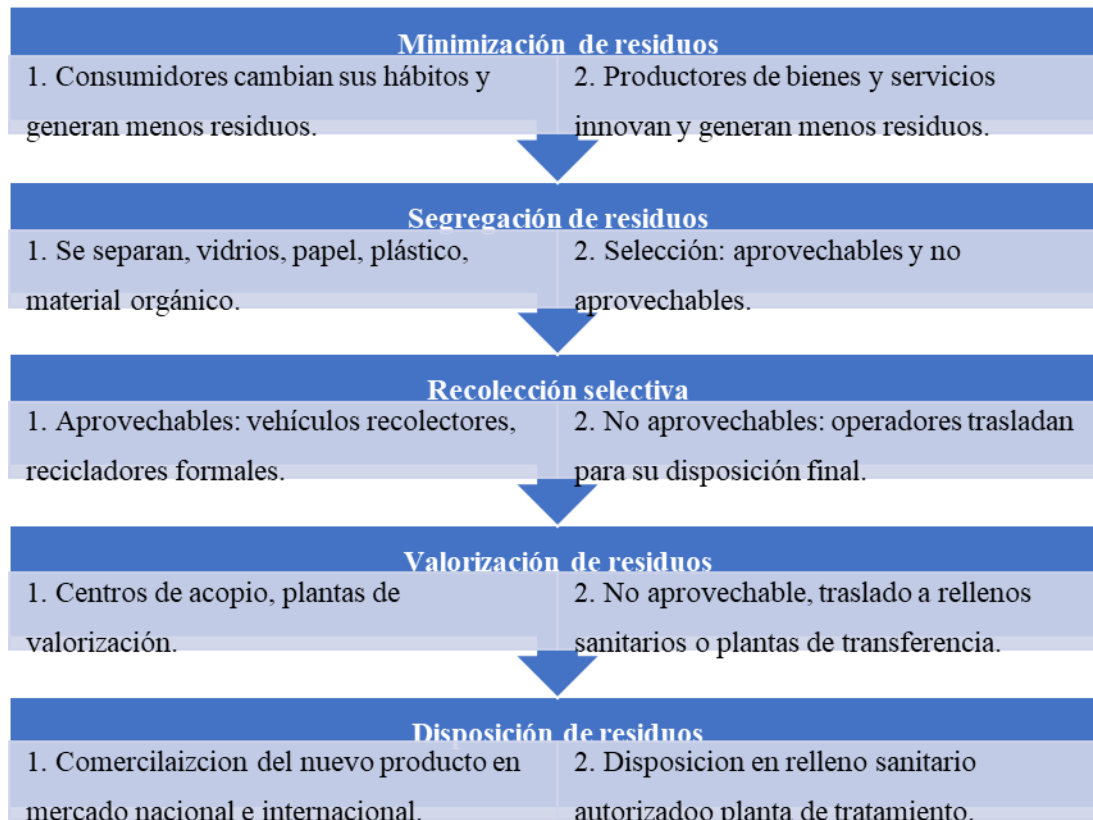 Minimización de residuos
1. Consumidores cambian sus hábitos y
generan menos residuos.
2. Productores de bienes y servicios
innovan y generan menos residuos.
Segregación de residuos
1. Se separan, vidrios, papel, plástico,
material orgánico.
2. Selección: aprovechables y no
aprovechables.
Recolección selectiva
1. Aprovechables: vehículos recolectores,
recicladores formales.
2. No aprovechables: operadores trasladan
para su disposición final.
Valorización de residuos
1. Centros de acopio, plantas de
valorización.
2. No aprovechable, traslado a rellenos
sanitarios o plantas de transferencia.
Disposición de residuos
1. Comercilaizcion del nuevo producto en
mercado nacional e internacional.
2. Disposicion en relleno sanitario
autorizadoo planta de tratamiento.